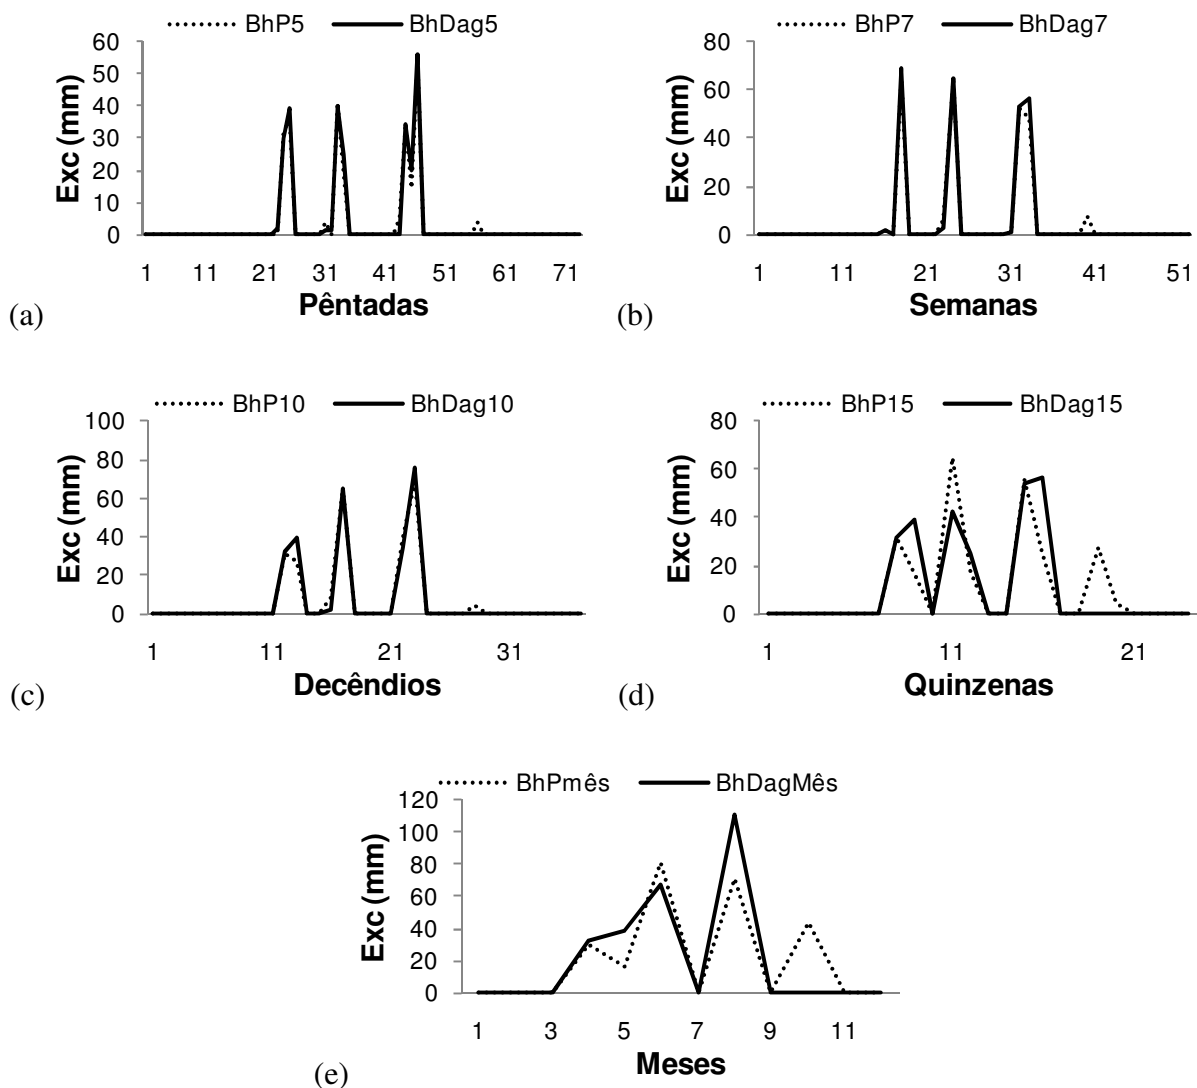 BhP5 BhDag5
60
50
40
30
20
10
0
Exc (mm)
1 11 21 31 41 51 61 71
Pêntadas
(a)
BhP7 BhDag7
80
60
40
20
0
Exc (mm)
1 11 21 31 41 51
Semanas
(b)
BhP10 BhDag10
100
80
60
40
20
0
Exc (mm)
1 11 21 31
Decêndios
(c)
BhP15 BhDag15
80
60
40
20
0
Exc (mm)
1 11 21
Quinzenas
(d)
BhPmês BhDagMês
120
100
80
60
40
20
0
Exc (mm)
1 3 5 7 9 11
Meses
(e)